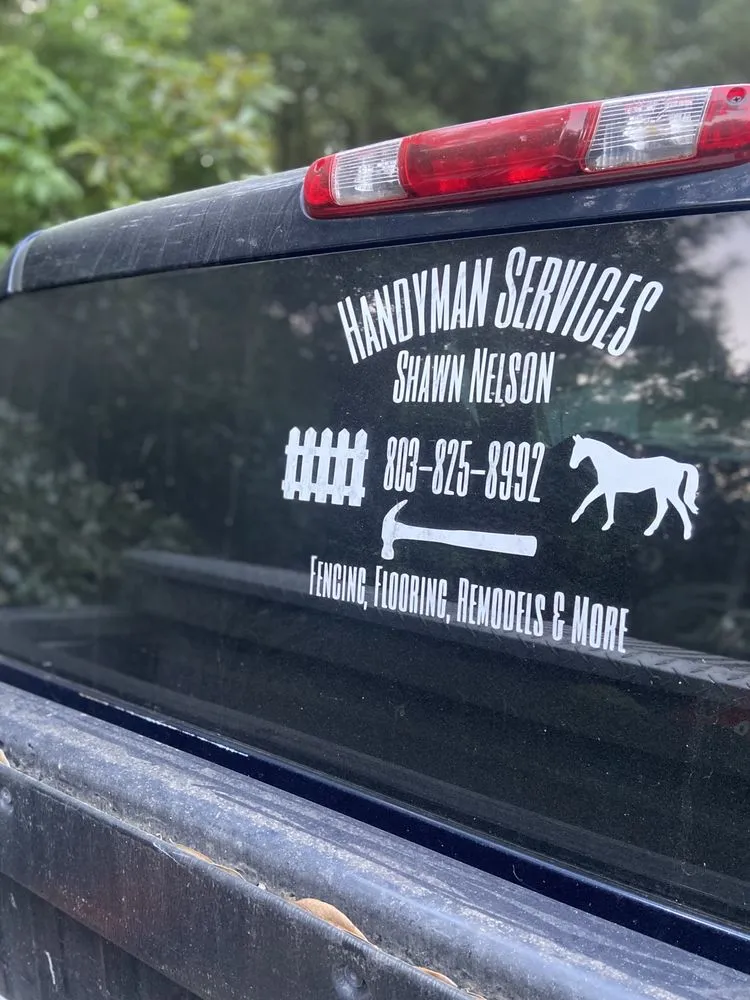 Handyman Services
Shawn Nelson
803-825-8992
Fencing, Flooring, Remodels & More